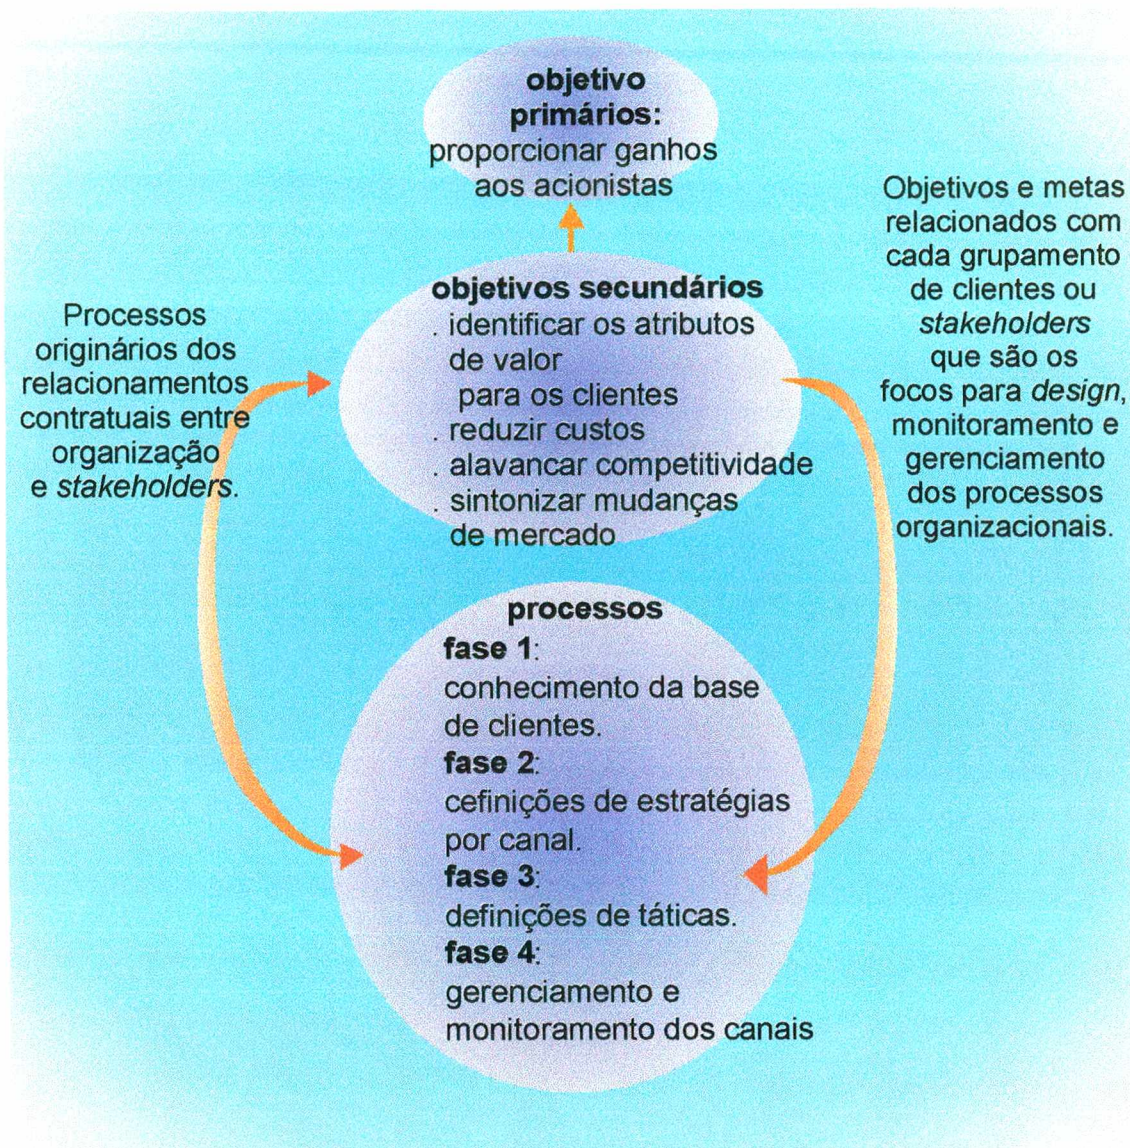 objetivo
primários:
proporcionar ganhos
aos acionistas
Processos
originários dos
relacionamentos
contratuais entre
organização
e stakeholders.
objetivos secundários
. identificar os atributos
de valor
para os clientes
. reduzir custos
. alavancar competitividade
. sintonizar mudanças
de mercado
Objetivos e metas
relacionados com
cada grupamento
de clientes ou
stakeholders
que são os
focos para design,
monitoramento e
gerenciamento
dos processos
organizacionais.
processos
fase 1:
conhecimento da base
de clientes.
fase 2:
cefinições de estratégias
por canal.
fase 3:
definições de táticas.
fase 4:
gerenciamento e
monitoramento dos canais